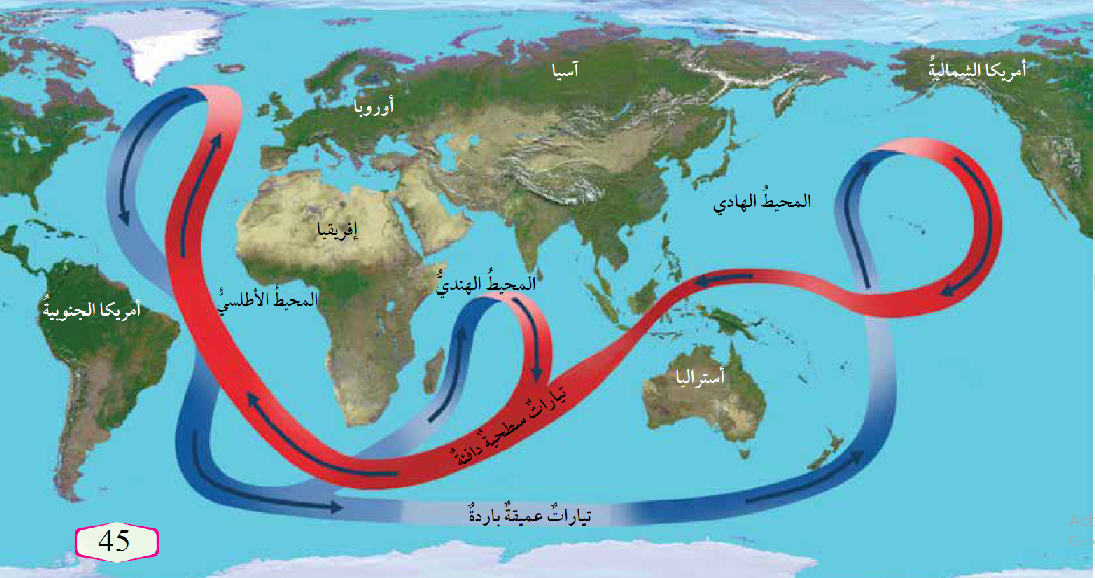 آسيا
أمريكا الشماليةُ
أوروبا
المحيطُ الهادي
إفريقيا
المحيطُ الهنديُّ
المحيطُ الأطلسيُّ
أمريكا الجنوبيةُ
أستراليا
تياراتٌ سطحيةٌ دافئةٌ
تياراتٌ عميقةٌ باردةٌ
45